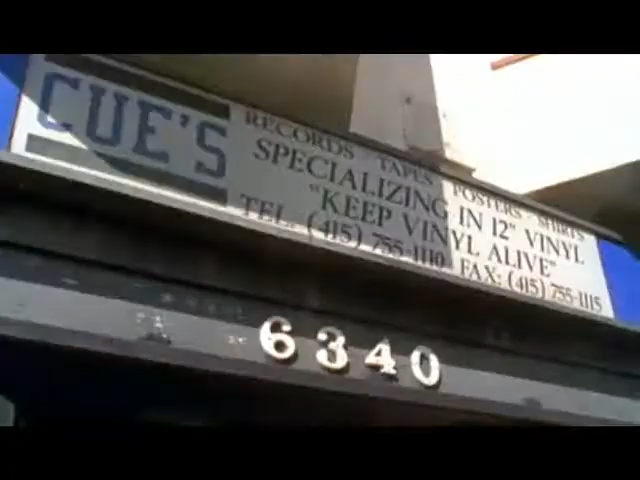 CUE'S
RECORDS TAPES POSTERS SHIRTS
SPECIALIZING IN 12" VINYL
"KEEP VINYL ALIVE"
TEL. (415) 755-1110 FAX: (415) 755-1115
6340